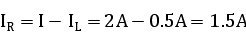 I_R = I − I_L = 2A − 0.5A = 1.5A